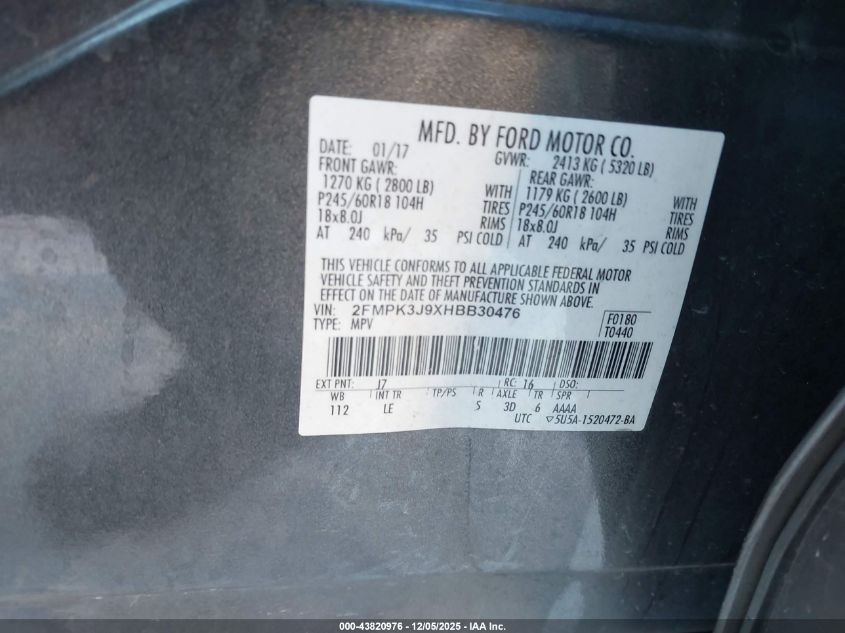 MFD. BY FORD MOTOR CO.
DATE: 01/17 GVWR: 2413 KG ( 5320 LB)
FRONT GAWR: REAR GAWR:
1270 KG ( 2800 LB) WITH 1179 KG ( 2600 LB) WITH
P245/60R18 104H TIRES P245/60R18 104H TIRES
18x8.0J RIMS 18x8.0J RIMS
AT 240 kPa/ 35 PSI COLD AT 240 kPa/ 35 PSI COLD
THIS VEHICLE CONFORMS TO ALL APPLICABLE FEDERAL MOTOR
VEHICLE SAFETY AND THEFT PREVENTION STANDARDS IN
EFFECT ON THE DATE OF MANUFACTURE SHOWN ABOVE.
VIN: 2FMPK3J9XHBB30476 F0180
TYPE: MPV T0440
EXT PNT: J7 RC: 16 DSO:
WB INT TR TP/PS R AXLE TR SPR
112 LE 5 3D 6 AAAA
UTC ▽5U5A-1520472-BA
000-43820976 - 12/05/2025 - IAA Inc.